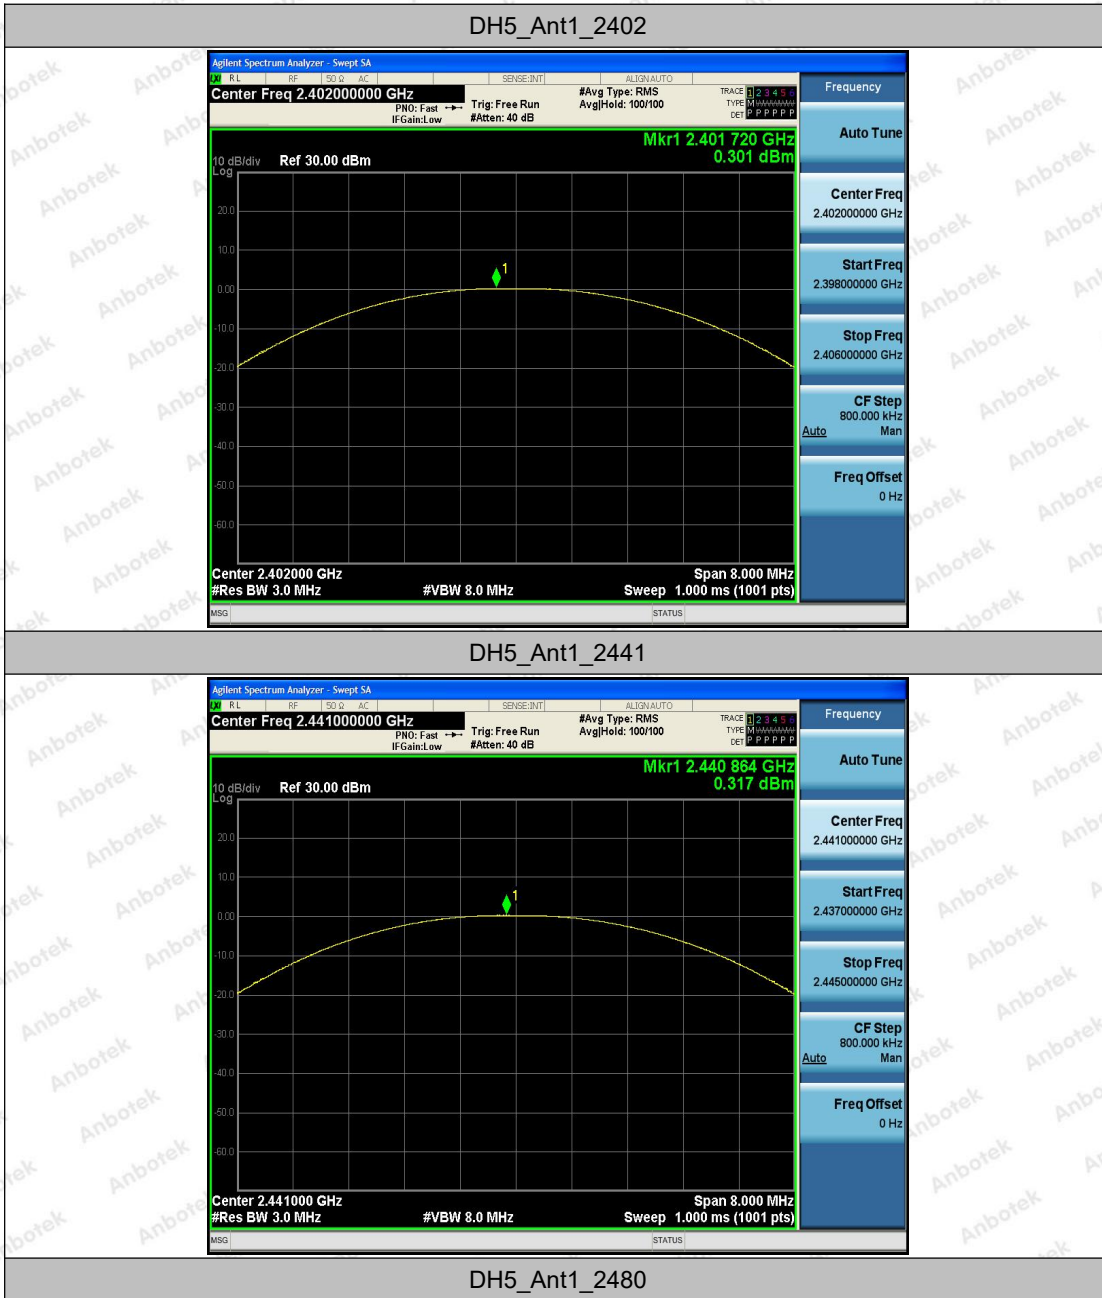 DH5_Ant1_2402
Agilent Spectrum Analyzer - Swept SA
LXI RL RF 50 Ω AC SENSE:INT ALIGN AUTO
Center Freq 2.402000000 GHz
PNO: Fast
IFGain:Low
Trig: Free Run
#Atten: 40 dB
#Avg Type: RMS
Avg|Hold: 100/100
TRACE 1 2 3 4 5 6
TYPE M
DET P P P P P P
Mkr1 2.401 720 GHz
0.301 dBm
10 dB/div Ref 30.00 dBm
Log
20.0
10.0
0.00
-10.0
-20.0
-30.0
-40.0
-50.0
-60.0
1
Center 2.402000 GHz Span 8.000 MHz
#Res BW 3.0 MHz #VBW 8.0 MHz Sweep 1.000 ms (1001 pts)
MSG STATUS
Frequency
Auto Tune
Center Freq
2.402000000 GHz
Start Freq
2.398000000 GHz
Stop Freq
2.406000000 GHz
CF Step
800.000 kHz
Auto Man
Freq Offset
0 Hz
DH5_Ant1_2441
Agilent Spectrum Analyzer - Swept SA
LXI RL RF 50 Ω AC SENSE:INT ALIGN AUTO
Center Freq 2.441000000 GHz
PNO: Fast
IFGain:Low
Trig: Free Run
#Atten: 40 dB
#Avg Type: RMS
Avg|Hold: 100/100
TRACE 1 2 3 4 5 6
TYPE M
DET P P P P P P
Mkr1 2.440 864 GHz
0.317 dBm
10 dB/div Ref 30.00 dBm
Log
20.0
10.0
0.00
-10.0
-20.0
-30.0
-40.0
-50.0
-60.0
1
Center 2.441000 GHz Span 8.000 MHz
#Res BW 3.0 MHz #VBW 8.0 MHz Sweep 1.000 ms (1001 pts)
MSG STATUS
Frequency
Auto Tune
Center Freq
2.441000000 GHz
Start Freq
2.437000000 GHz
Stop Freq
2.445000000 GHz
CF Step
800.000 kHz
Auto Man
Freq Offset
0 Hz
DH5_Ant1_2480
Anbotek